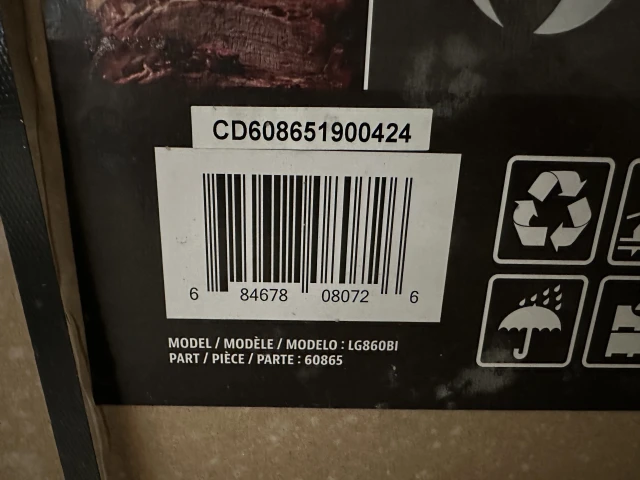 CD608651900424
6 84678 08072 6
MODEL / MODÈLE / MODELO : LG860BI
PART / PIÈCE / PARTE : 60865